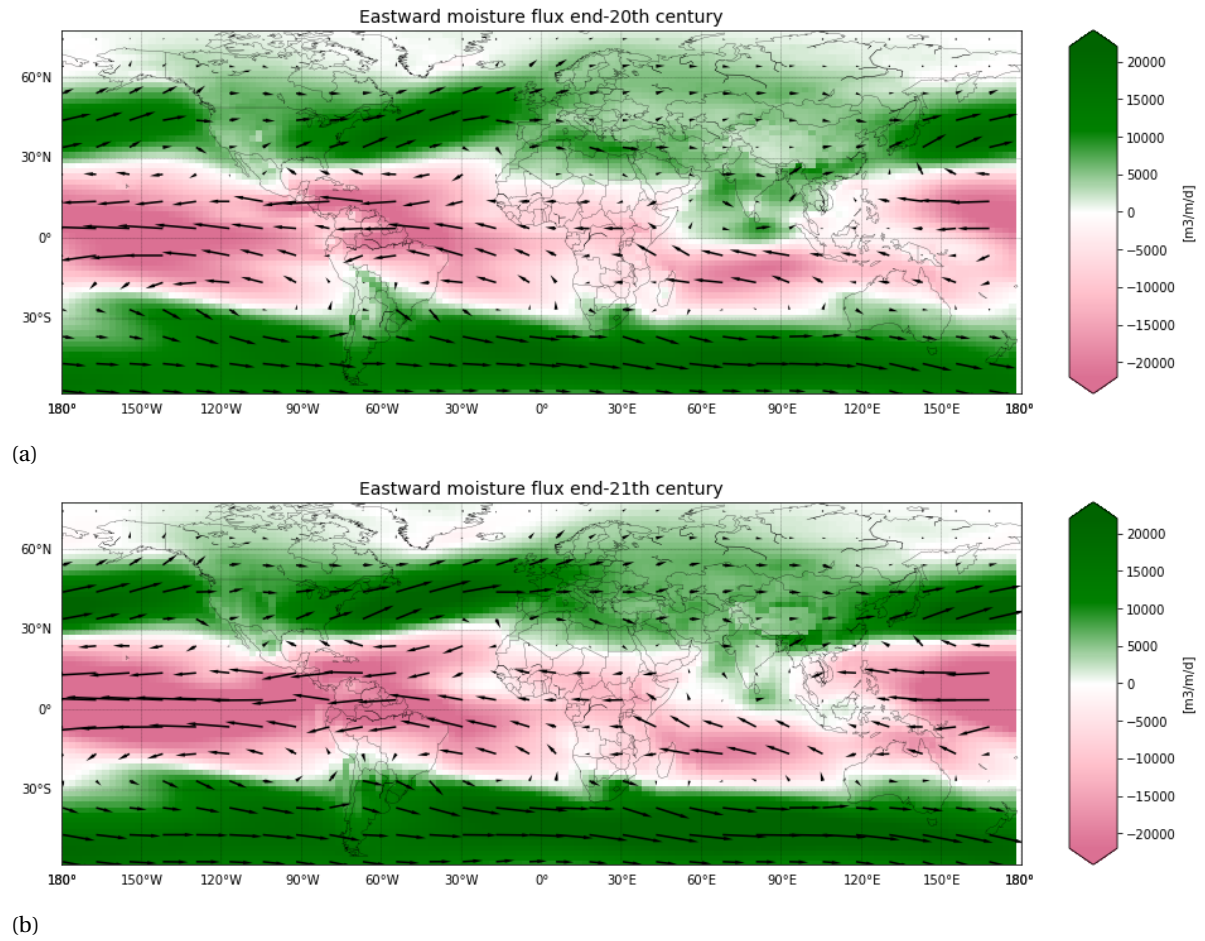 Eastward moisture flux end-20th century
60°N
30°N
0°
30°S
180° 150°W 120°W 90°W 60°W 30°W 0° 30°E 60°E 90°E 120°E 150°E 180°
20000
15000
10000
5000
0
−5000
−10000
−15000
−20000
[m3/m/d]
(a)
Eastward moisture flux end-21th century
60°N
30°N
0°
30°S
180° 150°W 120°W 90°W 60°W 30°W 0° 30°E 60°E 90°E 120°E 150°E 180°
20000
15000
10000
5000
0
−5000
−10000
−15000
−20000
[m3/m/d]
(b)